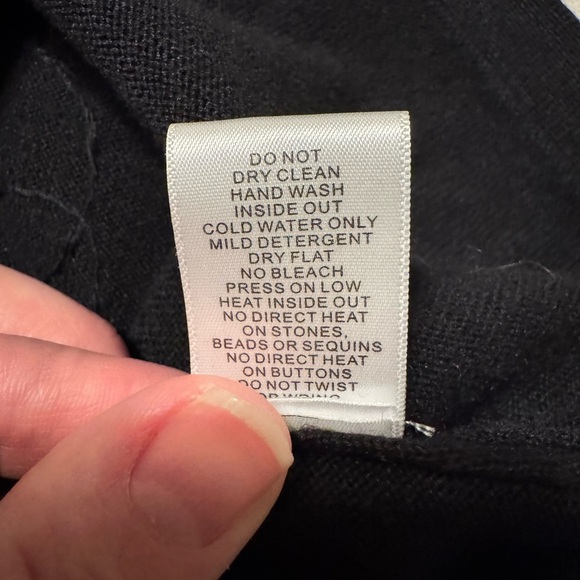 DO NOT
DRY CLEAN
HAND WASH
INSIDE OUT
COLD WATER ONLY
MILD DETERGENT
DRY FLAT
NO BLEACH
PRESS ON LOW
HEAT INSIDE OUT
NO DIRECT HEAT
ON STONES,
BEADS OR SEQUINS
NO DIRECT HEAT
ON BUTTONS
DO NOT TWIST
OR WRING